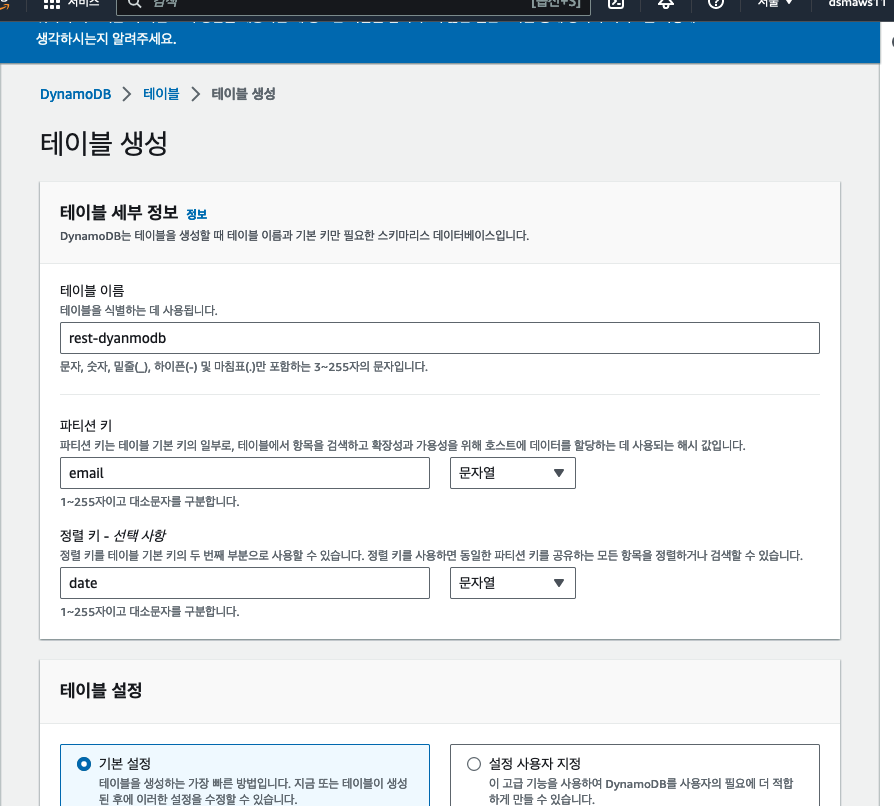 서비스
검색
[옵션+S]
서울
dsmaws11
생각하시는지 알려주세요.
DynamoDB
테이블
테이블 생성
테이블 생성
테이블 세부 정보 정보
DynamoDB는 테이블을 생성할 때 테이블 이름과 기본 키만 필요한 스키마리스 데이터베이스입니다.
테이블 이름
테이블을 식별하는 데 사용됩니다.
rest-dyanmodb
문자, 숫자, 밑줄(_), 하이픈(-) 및 마침표(.)만 포함하는 3~255자의 문자입니다.
파티션 키
파티션 키는 테이블 기본 키의 일부로, 테이블에서 항목을 검색하고 확장성과 가용성을 위해 호스트에 데이터를 할당하는 데 사용되는 해시 값입니다.
email
문자열
1~255자이고 대소문자를 구분합니다.
정렬 키 - 선택 사항
정렬 키를 테이블 기본 키의 두 번째 부분으로 사용할 수 있습니다. 정렬 키를 사용하면 동일한 파티션 키를 공유하는 모든 항목을 정렬하거나 검색할 수 있습니다.
date
문자열
1~255자이고 대소문자를 구분합니다.
테이블 설정
기본 설정
테이블을 생성하는 가장 빠른 방법입니다. 지금 또는 테이블이 생성
된 후에 이러한 설정을 수정할 수 있습니다.
설정 사용자 지정
이 고급 기능을 사용하여 DynamoDB를 사용자의 필요에 더 적합
하게 만들 수 있습니다.